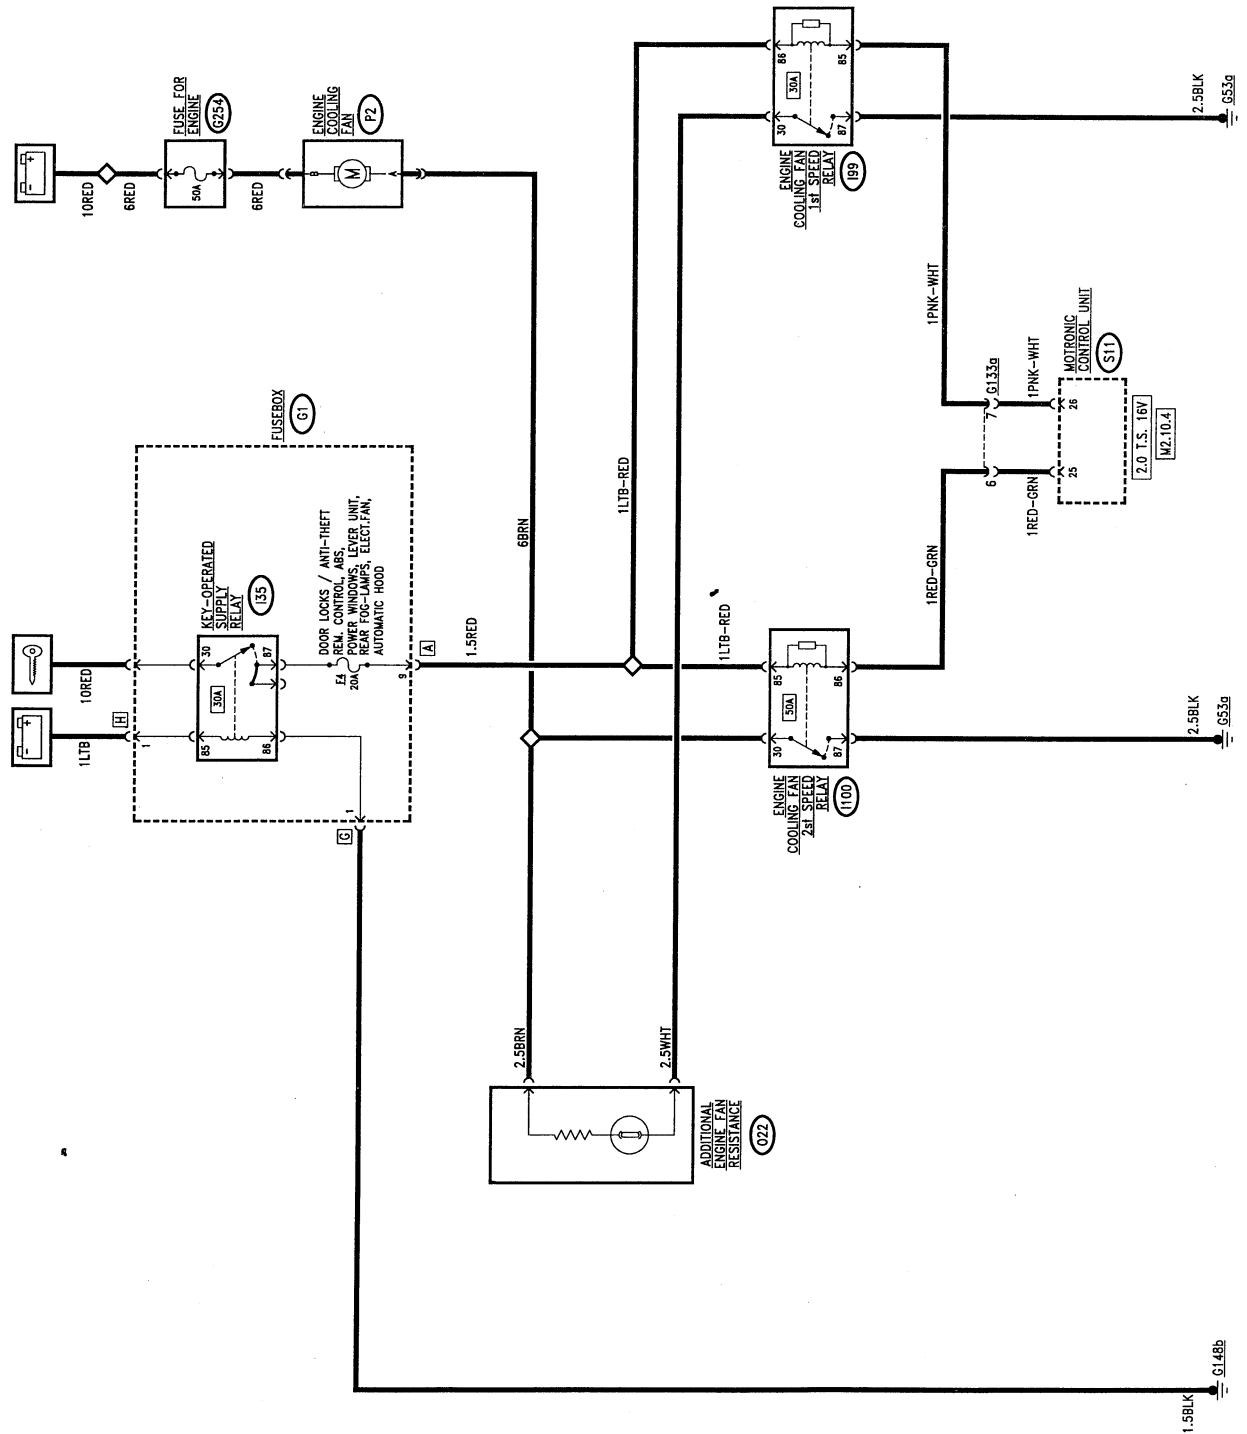 10RED
6RED
FUSE FOR
ENGINE
G254
50A
6RED
ENGINE
COOLING
FAN
P2
B
M
A
ENGINE
COOLING FAN
1st SPEED
RELAY
I99
86
85
30A
30
87
2.5BLK
G53a
1PNK-WHT
1PNK-WHT
G133a
7
6
MOTRONIC
CONTROL UNIT
S11
26
25
2.0 T.S. 16V
M2.10.4
1RED-GRN
1RED-GRN
FUSEBOX
G1
10RED
1LTB
H
1
KEY-OPERATED
SUPPLY
RELAY
I35
30
87
30A
85
86
DOOR LOCKS / ANTI-THEFT
REM. CONTROL, ABS,
POWER WINDOWS, LEVER UNIT,
REAR FOG-LAMPS, ELECT.FAN,
AUTOMATIC HOOD
F4
20A
9
A
1
G
1.5RED
6BRN
1LTB-RED
1LTB-RED
85
86
50A
30
87
ENGINE
COOLING FAN
2st SPEED
RELAY
I100
2.5BLK
G53a
2.5BRN
2.5WHT
ADDITIONAL
ENGINE FAN
RESISTANCE
O22
1.5BLK
G148b